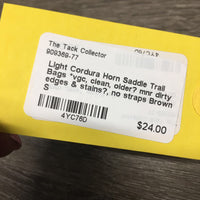 The Tack Collector
909369-77
Light Cordura Horn Saddle Trail
Bags "vgc, clean, older? mnr dirty
edges & stains?, no straps Brown
S
4YC76D
$24.00